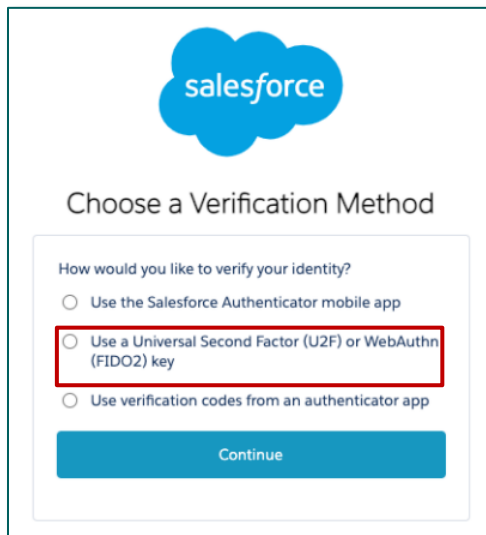 salesforce
Choose a Verification Method
How would you like to verify your identity?
Use the Salesforce Authenticator mobile app
Use a Universal Second Factor (U2F) or WebAuthn
(FIDO2) key
Use verification codes from an authenticator app
Continue